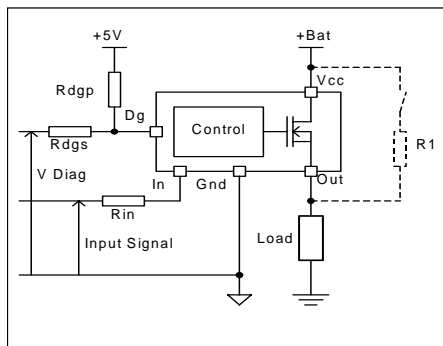 +5V
+Bat
Rdgp
Dg
Vcc
Rdgs
Control
R1
V Diag
In
Gnd
Out
Rin
Load
Input Signal